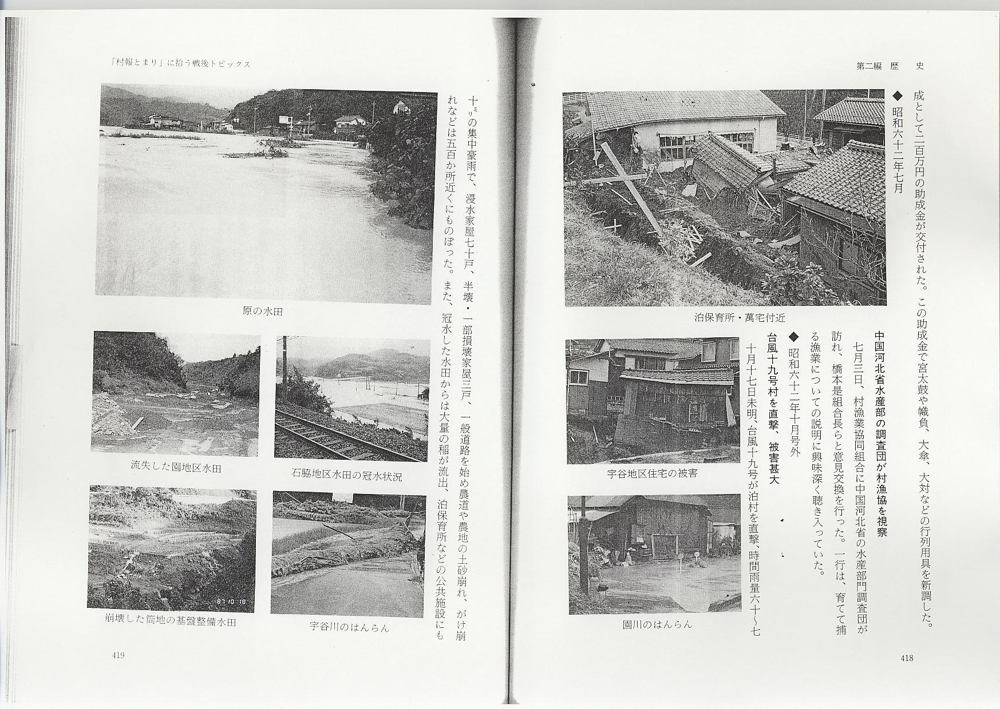 第二編　歴　史
成として二百万円の助成金が交付された。この助成金で宮太鼓や幟負、大傘、大対などの行列用具を新調した。
◆　昭和六十二年七月
中国河北省水産部の調査団が村漁協を視察
七月三日、村漁業協同組合に中国河北省の水産部門調査団が
訪れ、橋本是組合長らと意見交換を行った。一行は、育てて捕
る漁業についての説明に興味深く聴き入っていた。
◆　昭和六十二年十月号外
台風十九号村を直撃、被害甚大
十月十七日未明、台風十九号が泊村を直撃、時間雨量六十〜七
泊保育所・萬宅付近
宇谷地区住宅の被害
園川のはんらん
418
「村報とまり」に拾う戦後トピックス
十ミリの集中豪雨で、浸水家屋七十戸、半壊・一部損壊家屋三戸、一般道路を始め農道や農地の土砂崩れ、がけ崩
れなどは五百か所近くにものぼった。また、冠水した水田からは大量の稲が流出、泊保育所などの公共施設にも
原の水田
石脇地区水田の冠水状況
流失した園地区水田
宇谷川のはんらん
崩壊した筒地の基盤整備水田
87 10 18
419